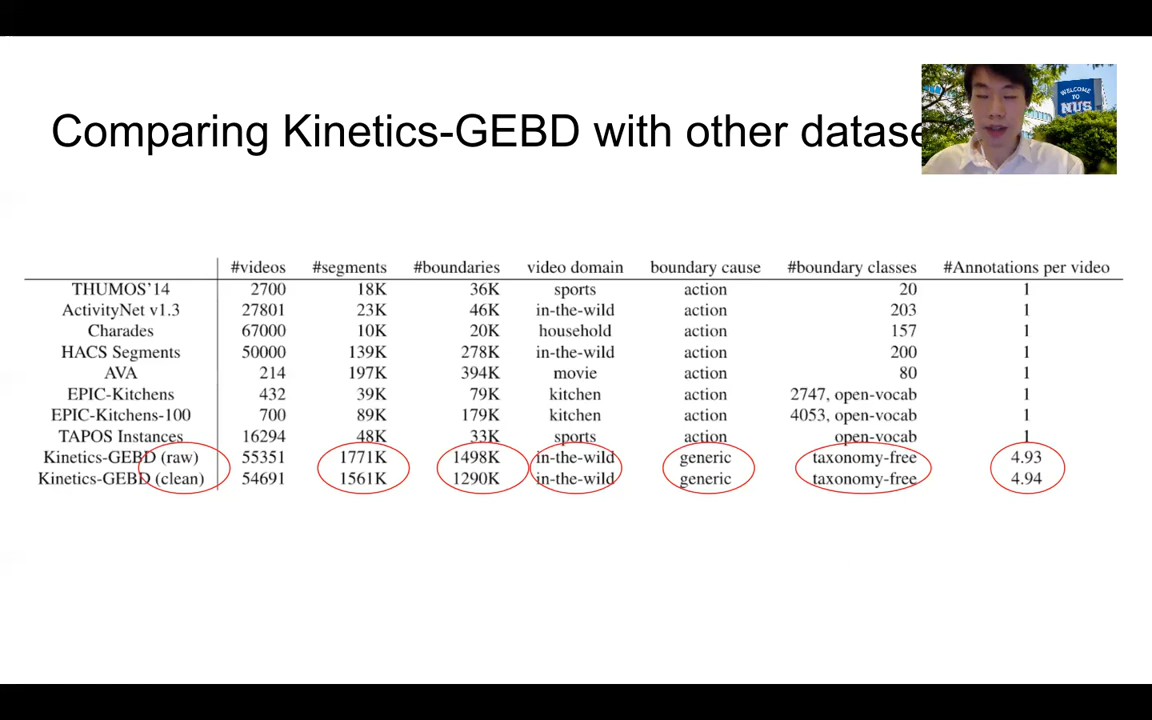 WELCOME
TO
NUS
Comparing Kinetics-GEBD with other datase
#videos #segments #boundaries video domain boundary cause #boundary classes #Annotations per video
THUMOS'14 2700 18K 36K sports action 20 1
ActivityNet v1.3 27801 23K 46K in-the-wild action 203 1
Charades 67000 10K 20K household action 157 1
HACS Segments 50000 139K 278K in-the-wild action 200 1
AVA 214 197K 394K movie action 80 1
EPIC-Kitchens 432 39K 79K kitchen action 2747, open-vocab 1
EPIC-Kitchens-100 700 89K 179K kitchen action 4053, open-vocab 1
TAPOS Instances 16294 48K 33K sports action open-vocab 1
Kinetics-GEBD (raw) 55351 1771K 1498K in-the-wild generic taxonomy-free 4.93
Kinetics-GEBD (clean) 54691 1561K 1290K in-the-wild generic taxonomy-free 4.94